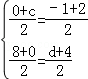 { (0+c)/2 = (-1+2)/2
(8+0)/2 = (d+4)/2